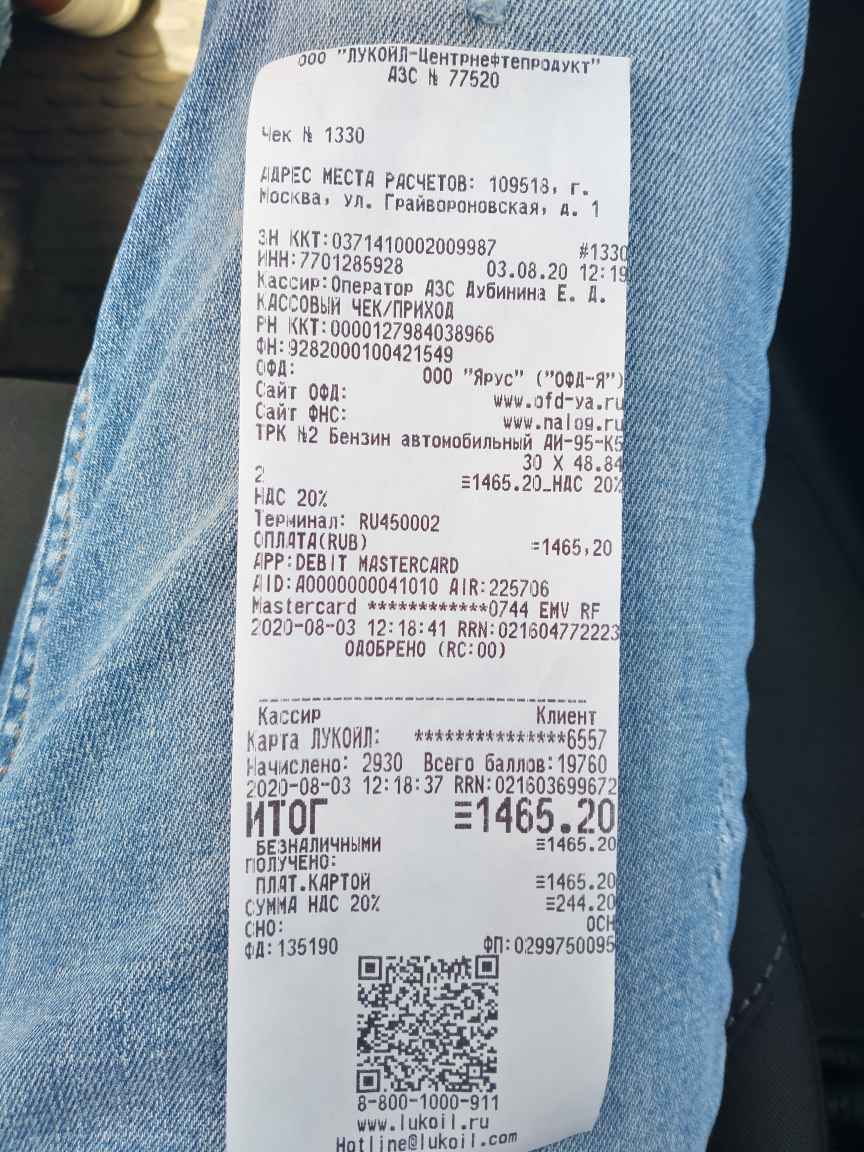 ООО "ЛУКОЙЛ-Центрнефтепродукт"
АЗС № 77520
Чек № 1330
АДРЕС МЕСТА РАСЧЕТОВ: 109518, г.
Москва, ул. Грайвороновская, д. 1
ЗН ККТ:0371410002009987 #1330
ИНН:7701285928 03.08.20 12:19
Кассир:Оператор АЗС Дубинина Е. Д.
КАССОВЫЙ ЧЕК/ПРИХОД
РН ККТ:0000127984038966
ФН:9282000100421549
ОФД: ООО "Ярус" ("ОФД-Я")
Сайт ОФД: www.ofd-ya.ru
Сайт ФНС: www.nalog.ru
ТРК №2 Бензин автомобильный АИ-95-К5
30 X 48.84
2 ≡1465.20_НДС 20%
НДС 20%
Терминал: RU450002
ОПЛАТА(RUB) =1465,20
APP:DEBIT MASTERCARD
AID:A0000000041010 AIR:225706
Mastercard ************0744 EMV RF
2020-08-03 12:18:41 RRN:021604772223
ОДОБРЕНО (RC:00)
Кассир Клиент
Карта ЛУКОЙЛ: ***************6557
Начислено: 2930 Всего баллов:19760
2020-08-03 12:18:37 RRN:021603699672
ИТОГ ≡1465.20
БЕЗНАЛИЧНЫМИ ≡1465.20
ПОЛУЧЕНО:
ПЛАТ.КАРТОЙ ≡1465.20
СУММА НДС 20% ≡244.20
СНО: ОСН
ФД:135190 ФП:0299750095
8-800-1000-911
www.lukoil.ru
Hotline@lukoil.com